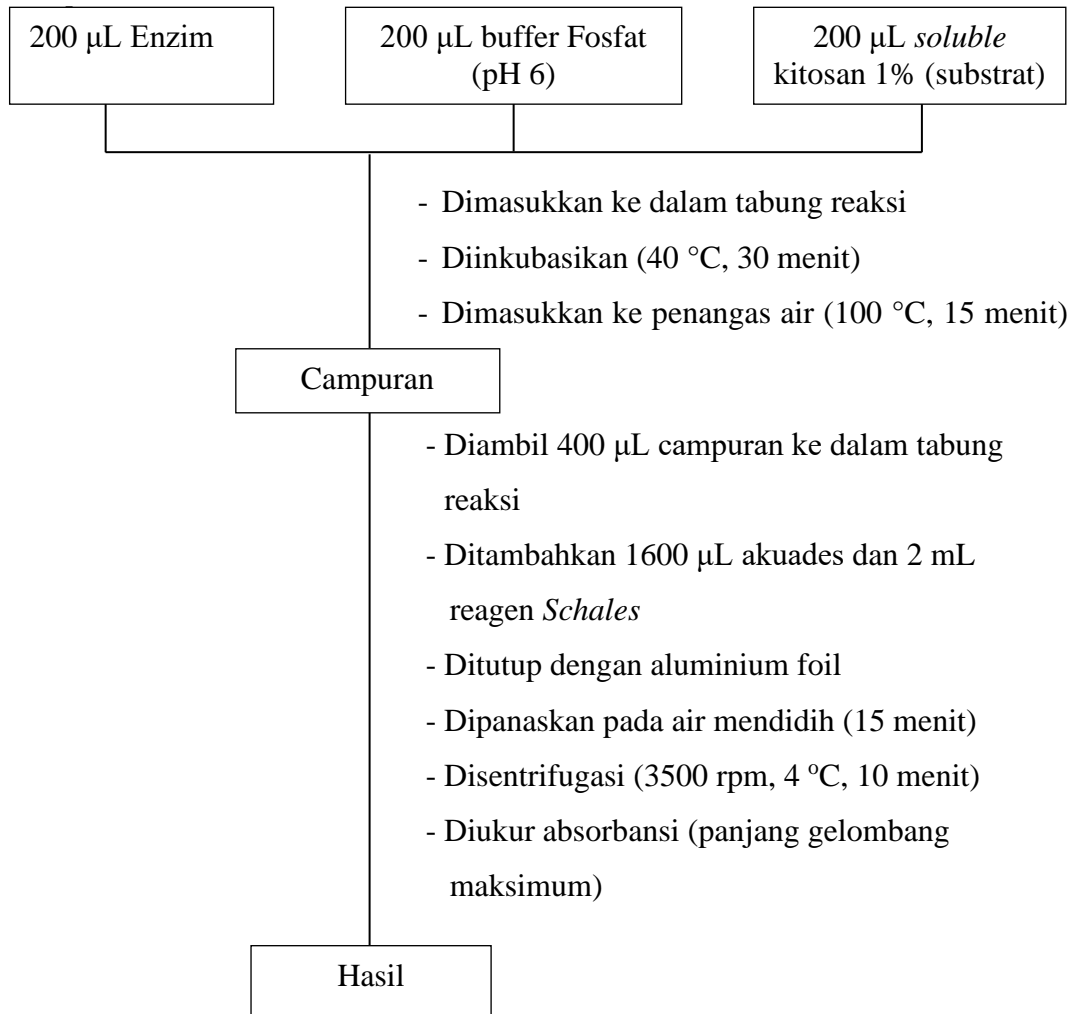 200 μL Enzim
200 μL buffer Fosfat
(pH 6)
200 μL soluble
kitosan 1% (substrat)
- Dimasukkan ke dalam tabung reaksi
- Diinkubasikan (40 °C, 30 menit)
- Dimasukkan ke penangas air (100 °C, 15 menit)
Campuran
- Diambil 400 μL campuran ke dalam tabung
reaksi
- Ditambahkan 1600 μL akuades dan 2 mL
reagen Schales
- Ditutup dengan aluminium foil
- Dipanaskan pada air mendidih (15 menit)
- Disentrifugasi (3500 rpm, 4 °C, 10 menit)
- Diukur absorbansi (panjang gelombang
maksimum)
Hasil